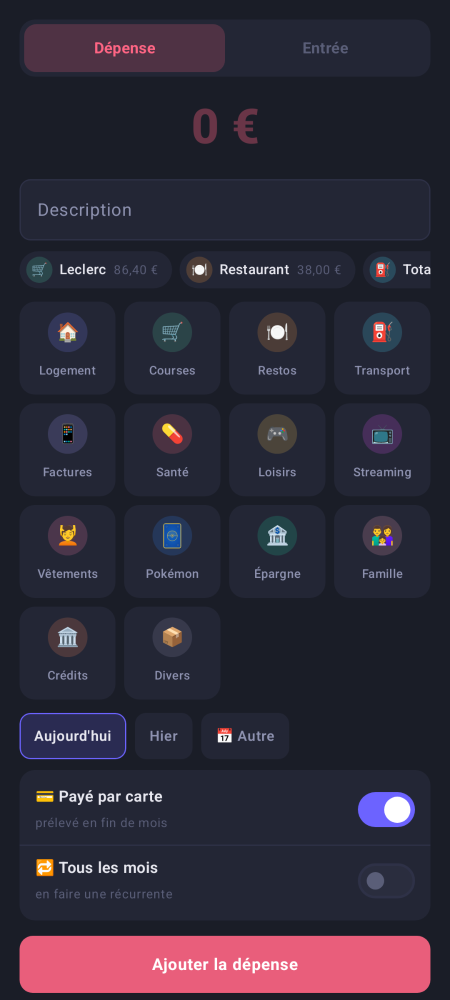 Dépense Entrée
0 €
Description
Leclerc 86,40 € Restaurant 38,00 € Tota
Logement Courses Restos Transport
Factures Santé Loisirs Streaming
Vêtements Pokémon Épargne Famille
Crédits Divers
Aujourd'hui Hier Autre
Payé par carte
prélevé en fin de mois
Tous les mois
en faire une récurrente
Ajouter la dépense